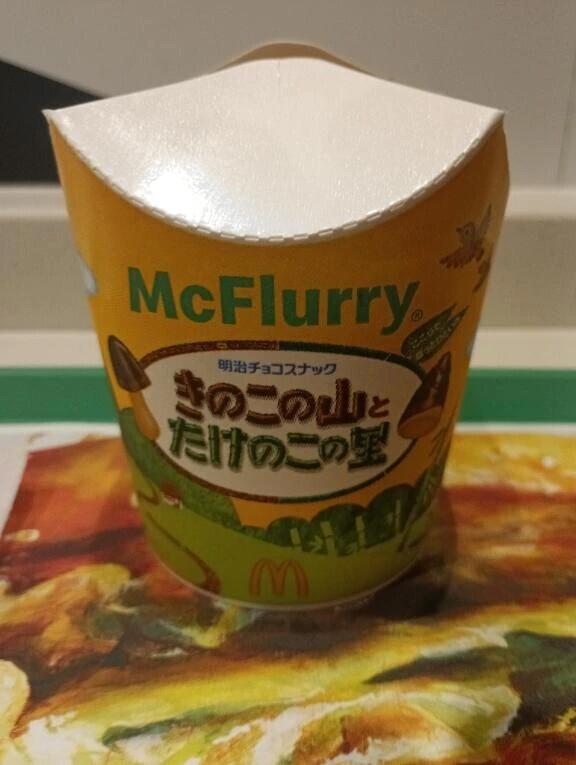 McFlurry®
明治チョコスナック
きのこの山と
たけのこの里